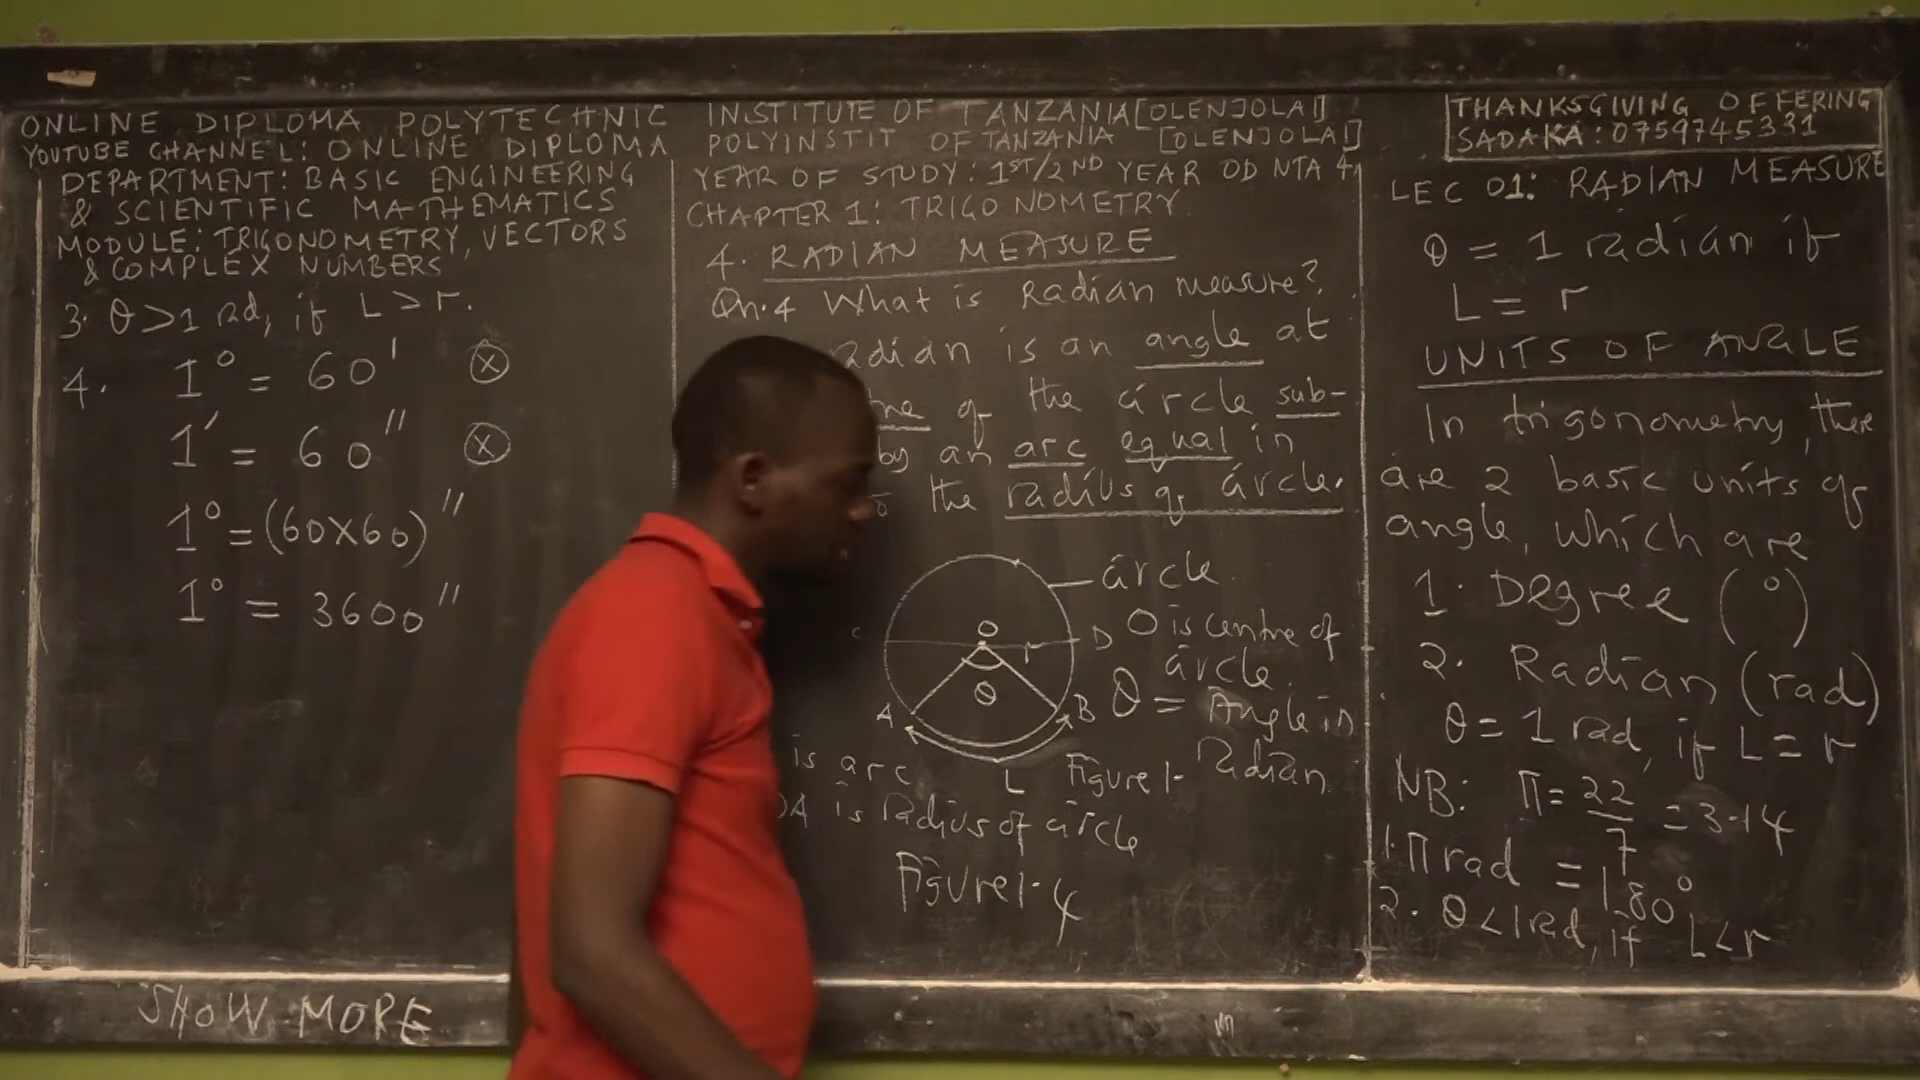 ONLINE DIPLOMA POLYTECHNIC INSTITUTE OF TANZANIA[OLENJOLAI]
YOUTUBE CHANNEL: ONLINE DIPLOMA POLYINSTIT OF TANZANIA [OLENJOLAI]
THANKSGIVING OFFERING
SADAKA: 0759745331
DEPARTMENT: BASIC ENGINEERING
& SCIENTIFIC MATHEMATICS
MODULE: TRIGONOMETRY, VECTORS
& COMPLEX NUMBERS
3. θ>1 rad, if L>r.
4. 1° = 60' ⓧ
1' = 60'' ⓧ
1° = (60x60)''
1° = 3600''
SHOW MORE
YEAR OF STUDY: 1ST/2ND YEAR OD NTA 4
CHAPTER 1: TRIGONOMETRY
4. RADIAN MEASURE
Qn.4 What is Radian measure?
dian is an angle at
of the circle sub-
by an arc equal in
the radius of circle.
circle
C O r D
θ
A B
L
O is centre of
circle.
θ = Angle in
Radian
Figure 1.
is arc
OA is Radius of circle
Figure 1.4
LEC 01: RADIAN MEASURE
θ = 1 radian if
L = r
UNITS OF ANGLE
In trigonometry, there
are 2 basic units of
angle, which are
1. Degree (°)
2. Radian (rad)
θ = 1 rad, if L = r
NB: π = 22/7 = 3.14
1. π rad = 180°
2. θ<1rad, if L<r